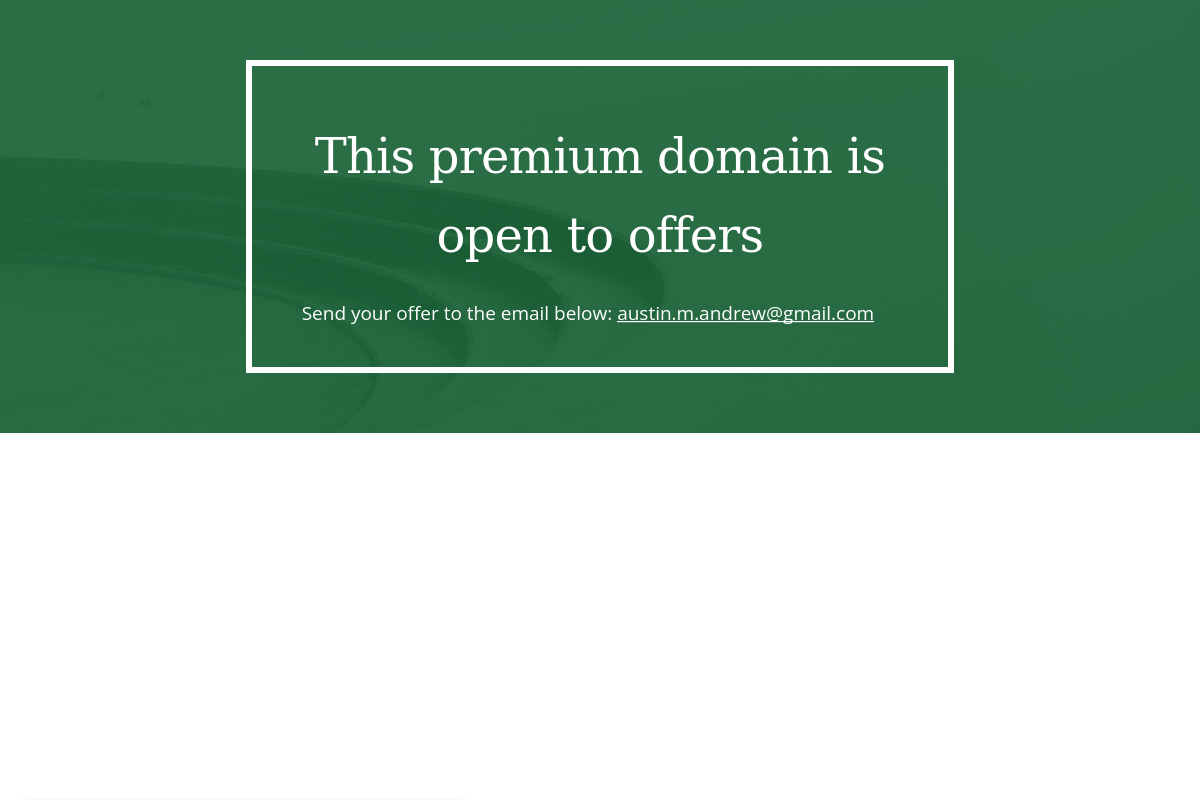 This premium domain is
open to offers
Send your offer to the email below: austin.m.andrew@gmail.com